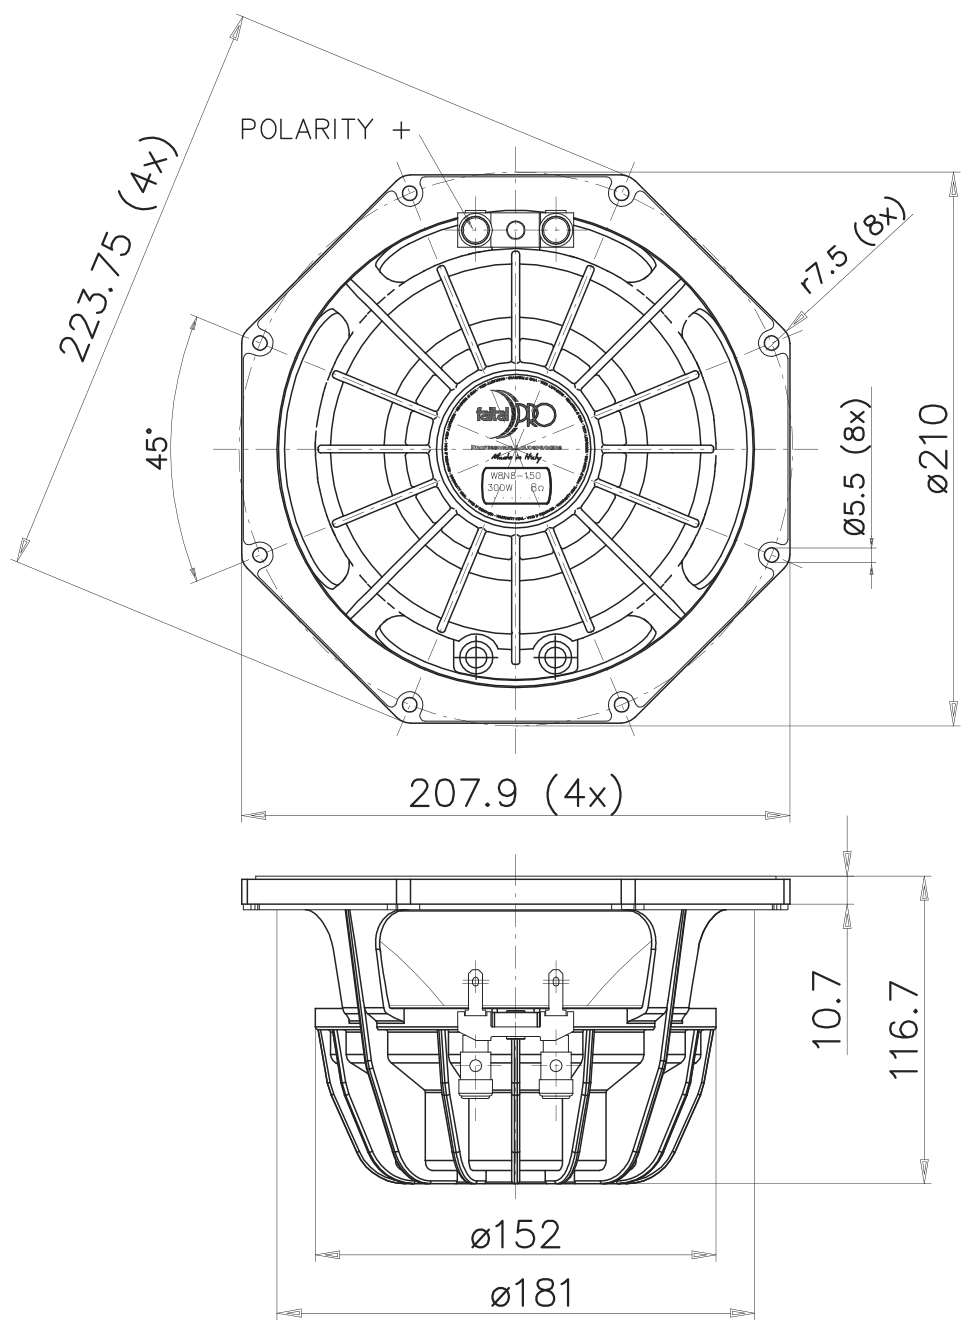 POLARITY +
223.75 (4x)
r7.5 (8x)
45°
ø5.5 (8x)
ø210
faital PRO
PROFESSIONAL LOUDSPEAKERS
Made in Italy
W8N8-150
300W 8Ω
207.9 (4x)
10.7
116.7
ø152
ø181